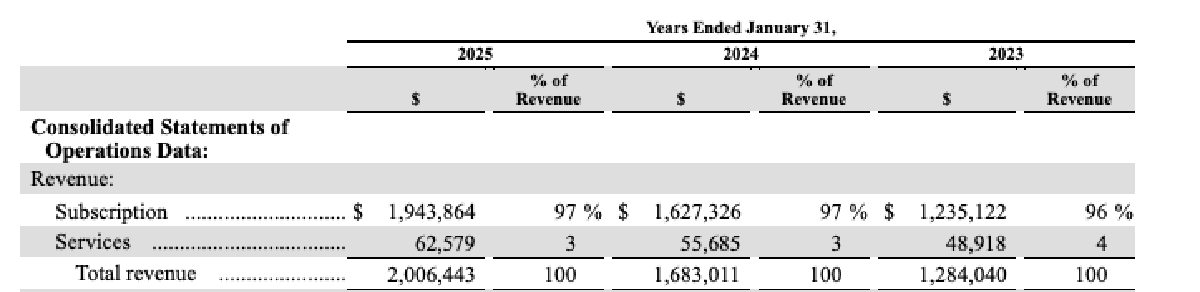 Years Ended January 31,
2025 2024 2023
$ % of Revenue $ % of Revenue $ % of Revenue
Consolidated Statements of
Operations Data:
Revenue:
Subscription ............................. $ 1,943,864 97 % $ 1,627,326 97 % $ 1,235,122 96 %
Services ................................... 62,579 3 55,685 3 48,918 4
Total revenue ....................... 2,006,443 100 1,683,011 100 1,284,040 100